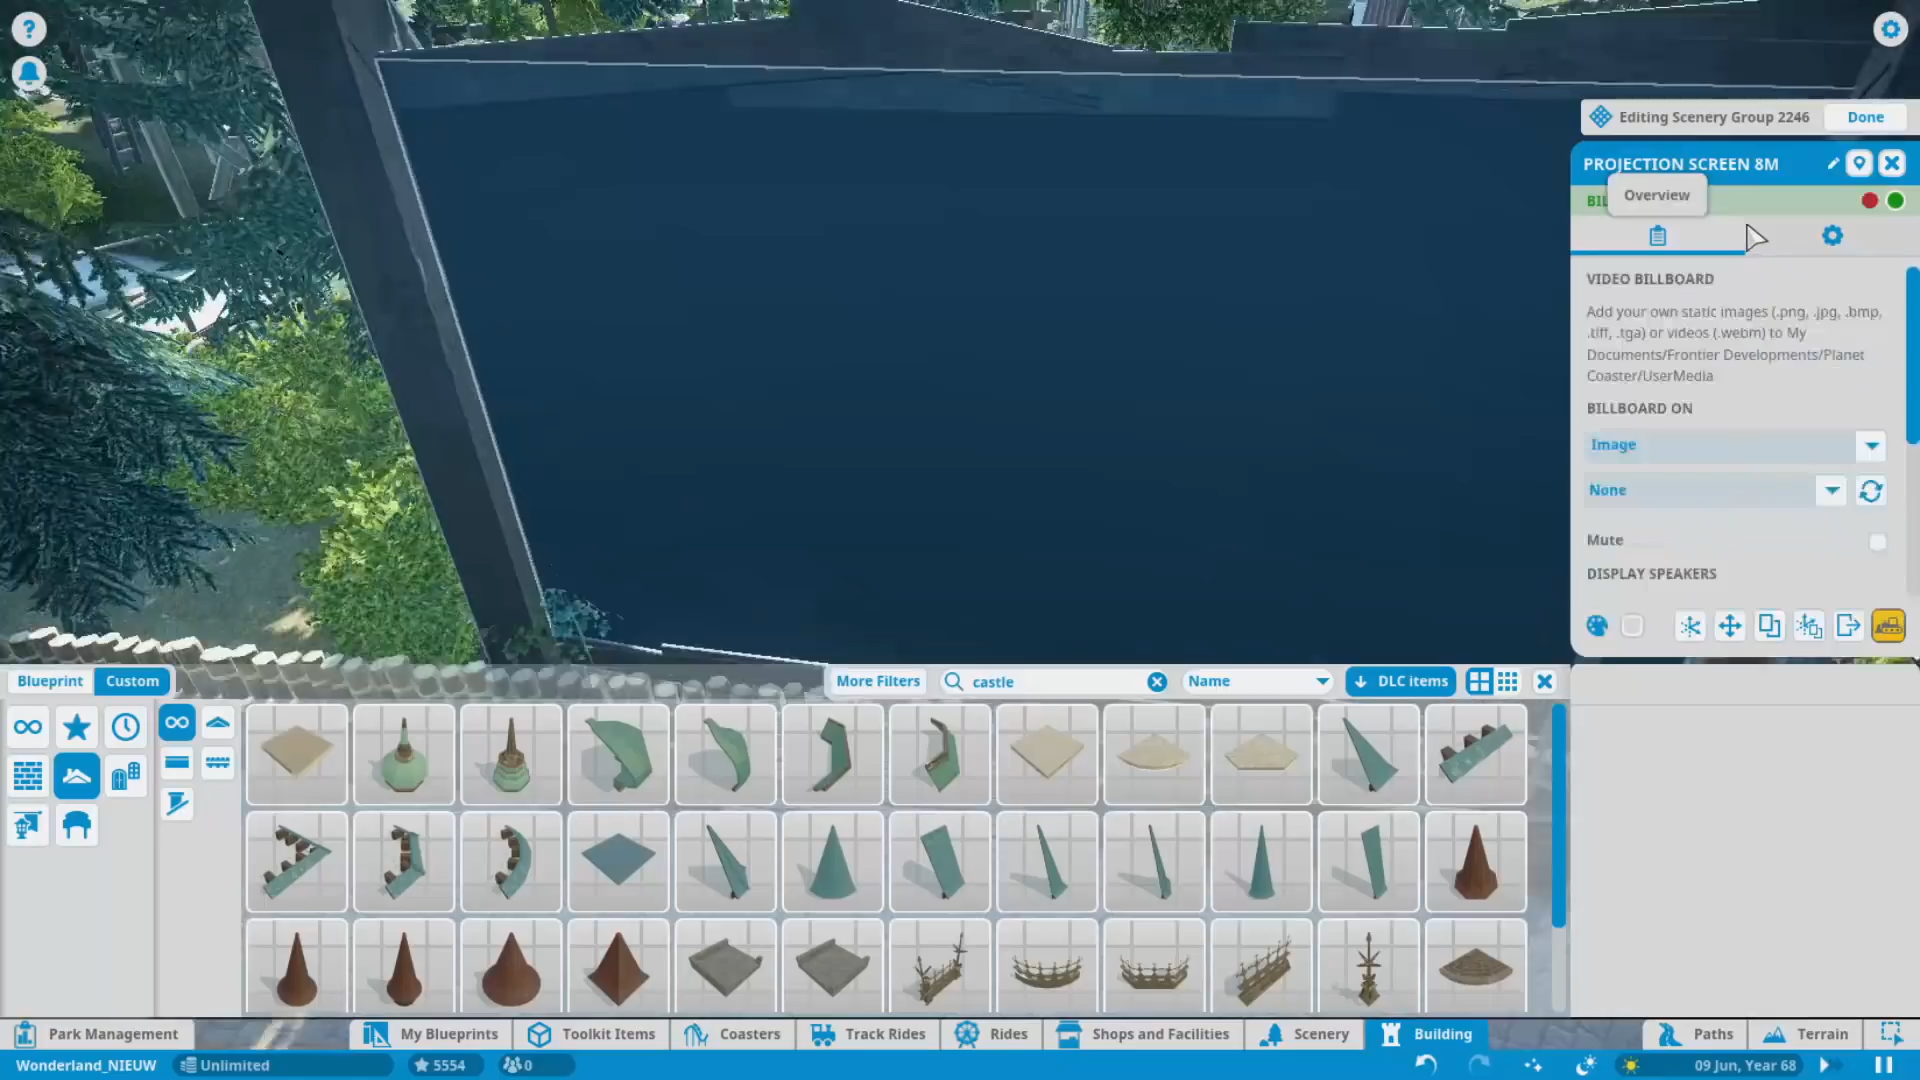 ?
Editing Scenery Group 2246
Done
PROJECTION SCREEN 8M
BIL
Overview
VIDEO BILLBOARD
Add your own static images (.png, .jpg, .bmp,
.tiff, .tga) or videos (.webm) to My
Documents/Frontier Developments/Planet
Coaster/UserMedia
BILLBOARD ON
Image
None
Mute
DISPLAY SPEAKERS
Blueprint
Custom
More Filters
castle
Name
DLC items
Park Management
My Blueprints
Toolkit Items
Coasters
Track Rides
Rides
Shops and Facilities
Scenery
Building
Paths
Terrain
Wonderland_NIEUW
Unlimited
5554
0
09 Jun, Year 68